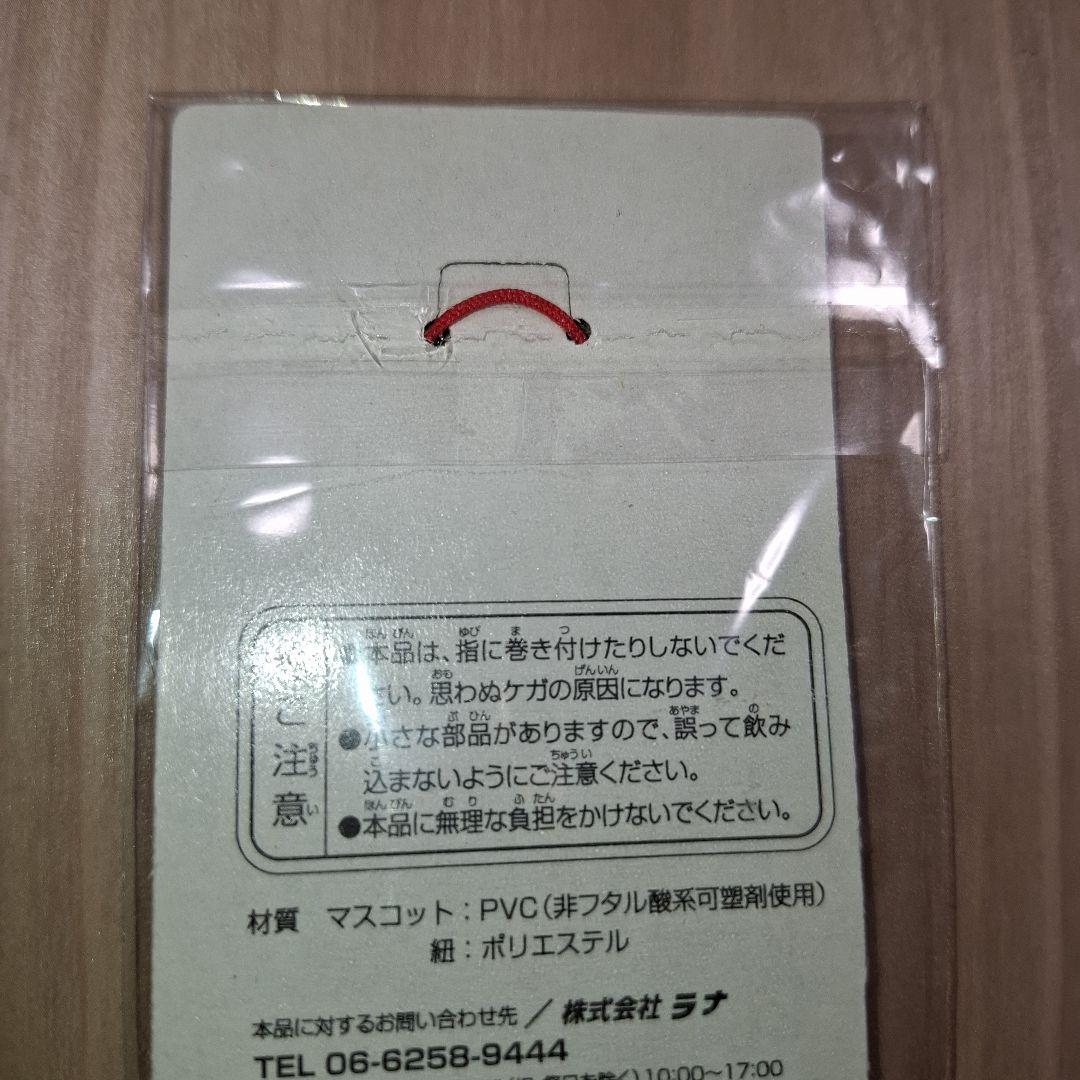 ご注意
本品は、指に巻き付けたりしないでくだ
さい。思わぬケガの原因になります。
●小さな部品がありますので、誤って飲み
込まないようにご注意ください。
●本品に無理な負担をかけないでください。
材質 マスコット：PVC（非フタル酸系可塑剤使用）
紐：ポリエステル
本品に対するお問い合わせ先／株式会社 ラナ
TEL 06-6258-9444
10:00〜17:00